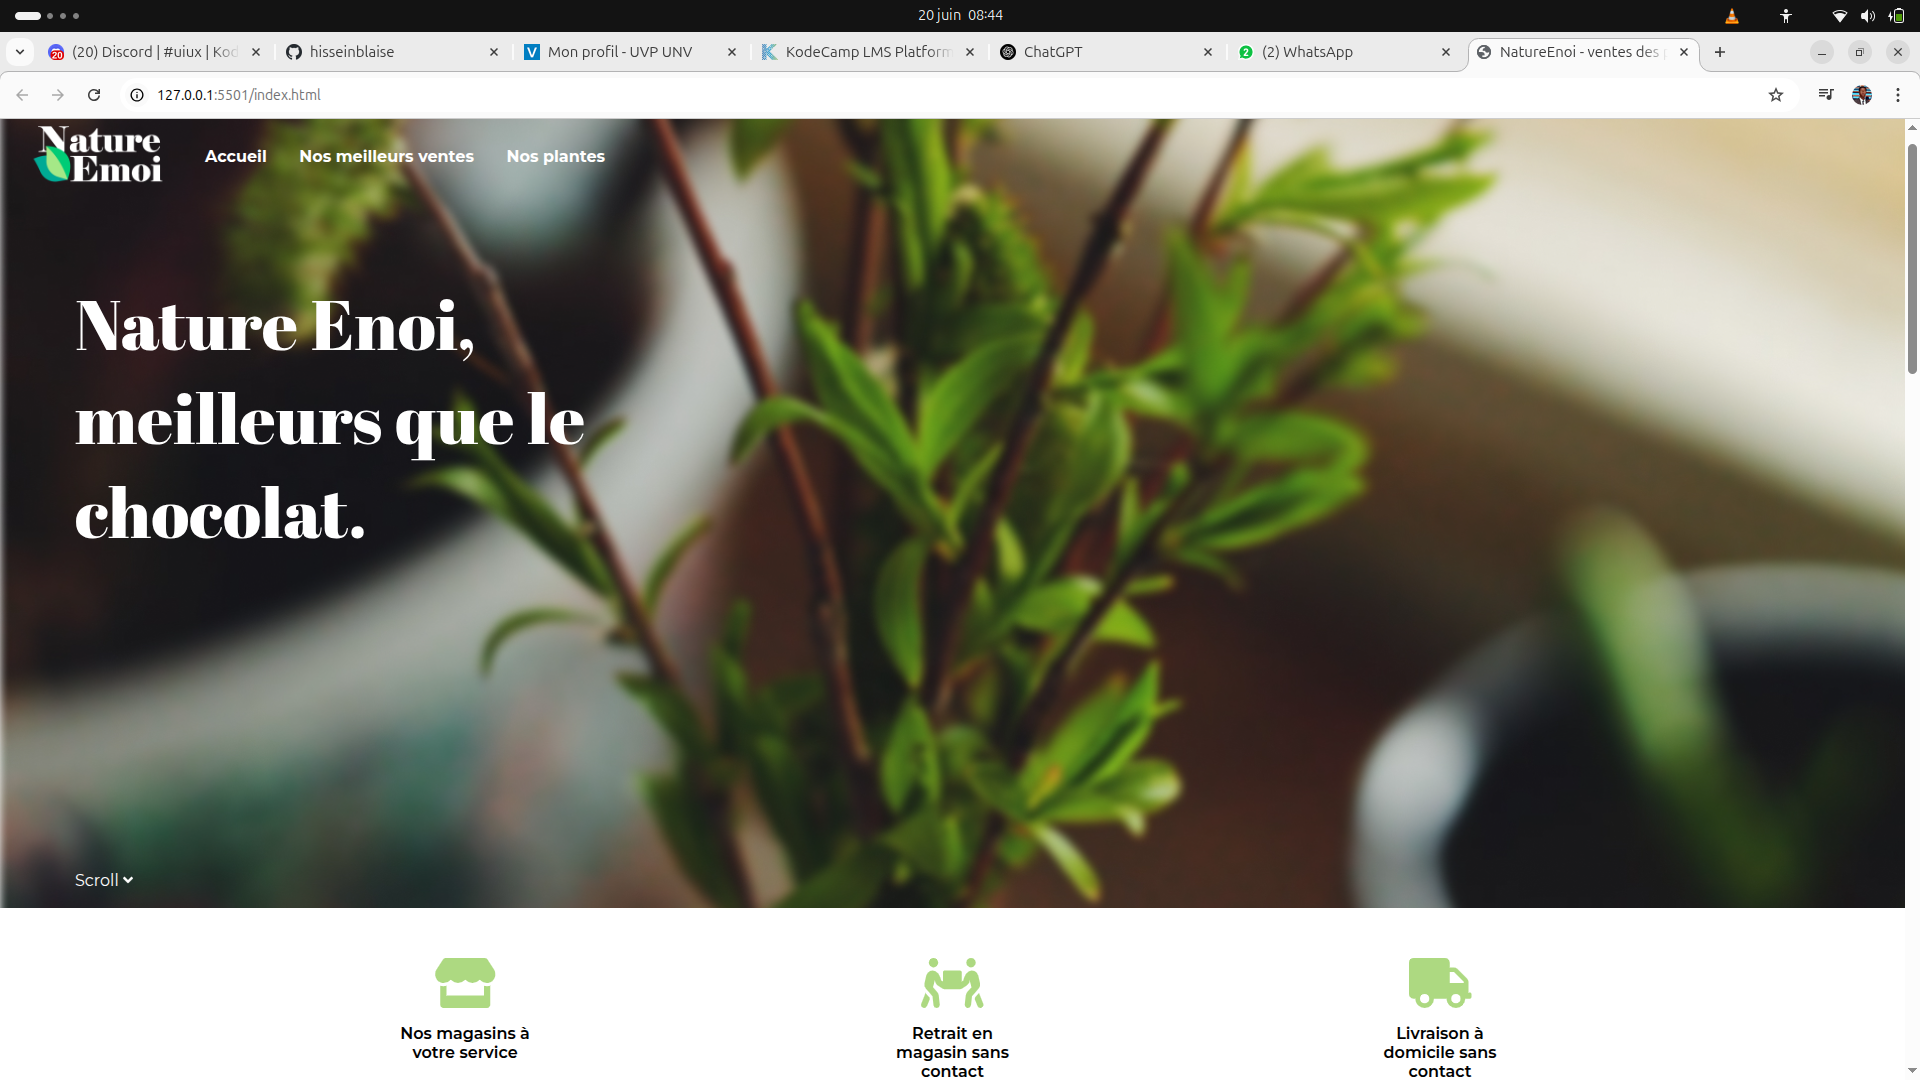 20 juin 08:44
(20) Discord | #uiux | Kod
hisseinblaise
Mon profil - UVP UNV
KodeCamp LMS Platform
ChatGPT
(2) WhatsApp
NatureEnoi - ventes des p
127.0.0.1:5501/index.html
Nature
Emoi
Accueil
Nos meilleurs ventes
Nos plantes
Nature Enoi,
meilleurs que le
chocolat.
Scroll
Nos magasins à
votre service
Retrait en
magasin sans
contact
Livraison à
domicile sans
contact